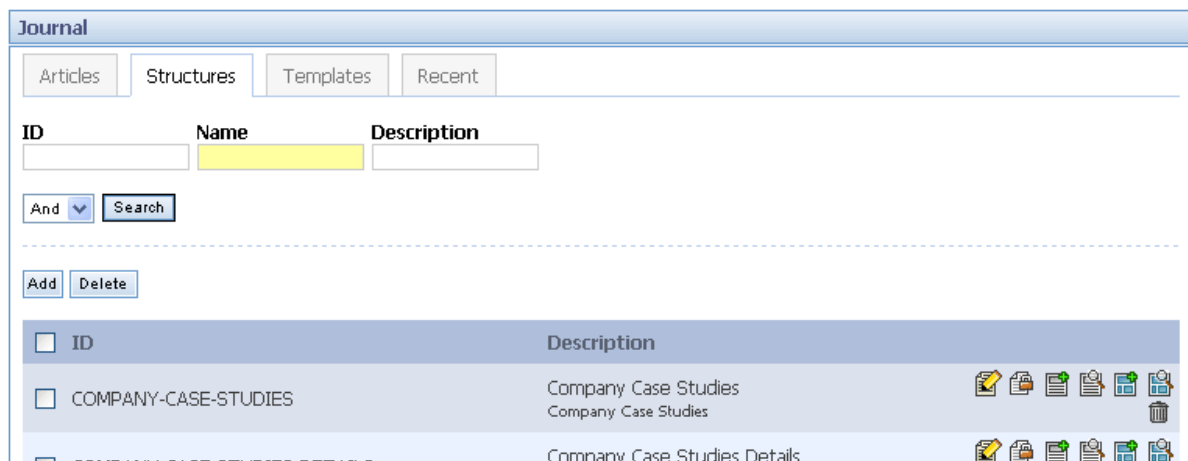 Journal
Articles Structures Templates Recent
ID Name Description
And Search
Add Delete
ID Description
COMPANY-CASE-STUDIES Company Case Studies
Company Case Studies
Company Case Studies Details